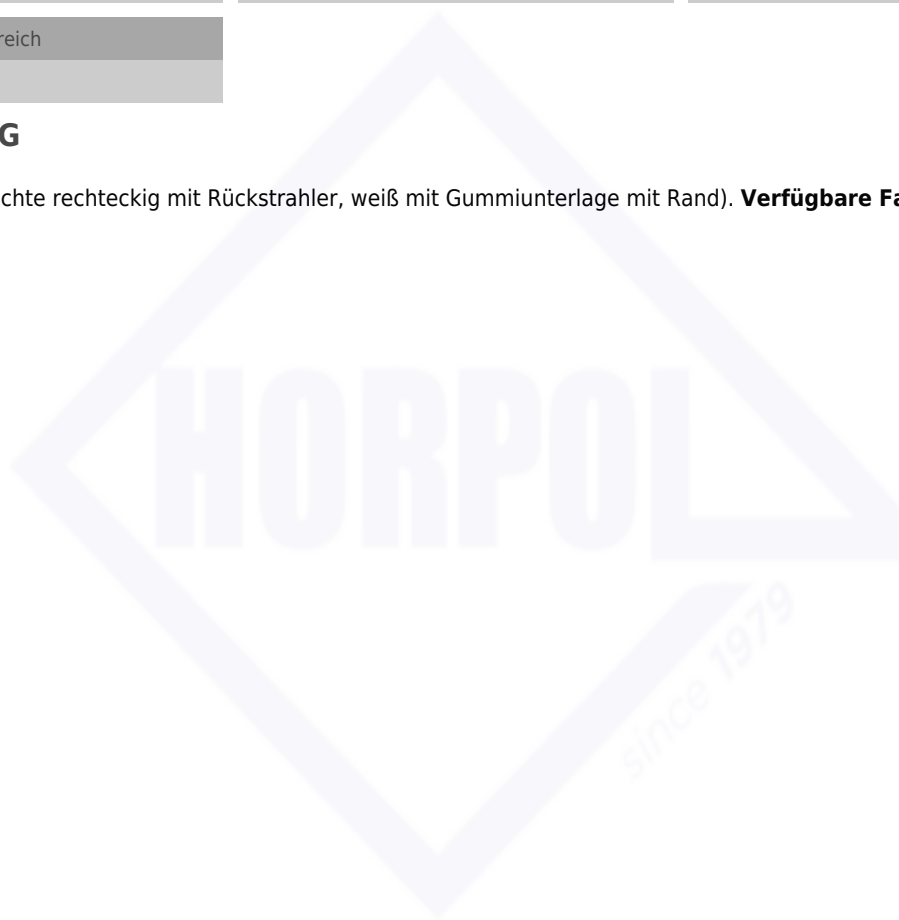 reich
G
chte rechteckig mit Rückstrahler, weiß mit Gummiunterlage mit Rand). Verfügbare Fa
HORPOL
since 1979